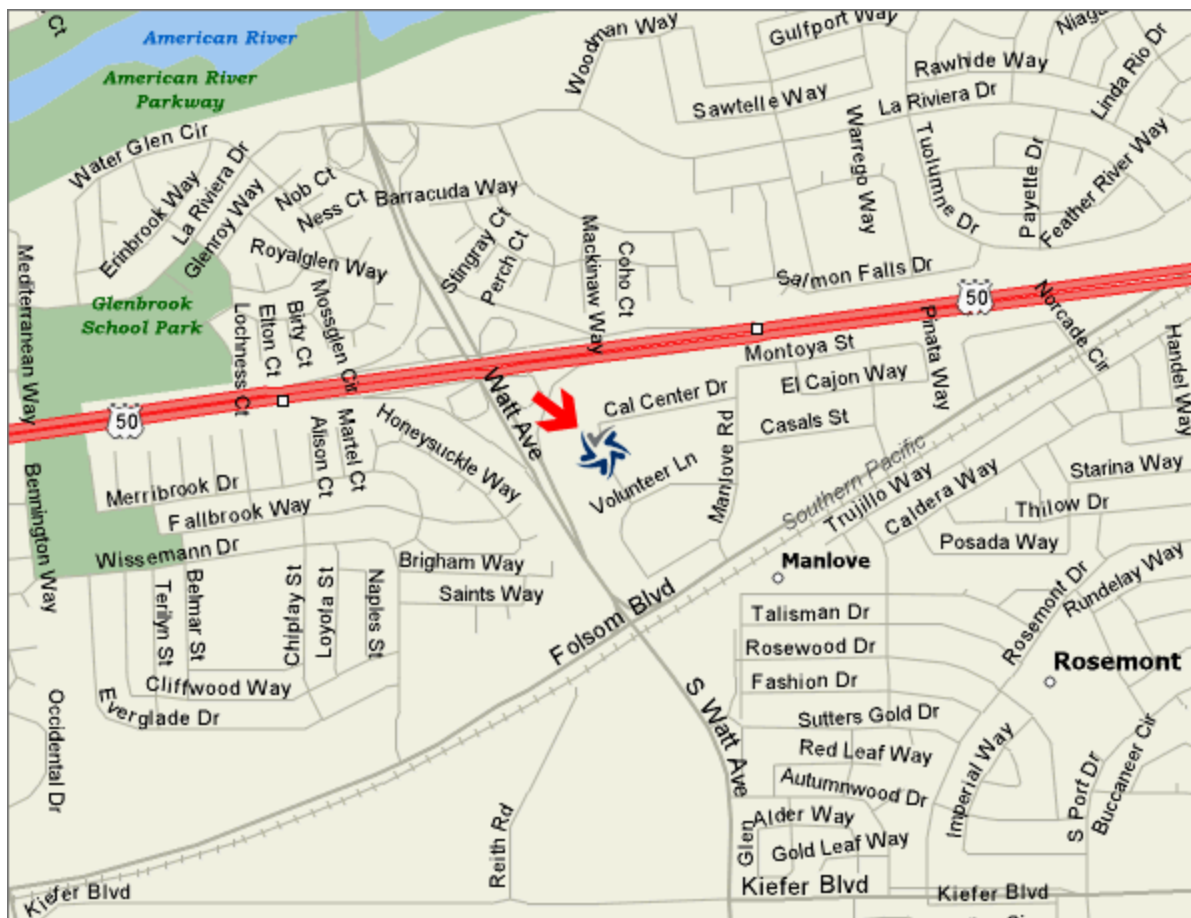 Ct
American River
American River
Parkway
Woodman Way
Gulfport Way
Rawhide Way
Linda Rio Dr
Sawtelle Way
La Riviera Dr
Water Glen Cir
Erinbrook Way
La Riviera Dr
Glenroy Way
Nob Ct
Ness Ct
Barracuda Way
Warrego Way
Tuolumne Dr
Payette Dr
Feather River Way
Royalglen Way
Stingray Ct
Perch Ct
Mackinaw Way
Coho Ct
Salmon Falls Dr
Mediterranean Way
Glenbrook
School Park
Lochness Ct
Elton Ct
Birty Ct
Mossglen Cir
50
Norcade Cir
Handel Way
Montoya St
Pinata Way
El Cajon Way
Watt Ave
Cal Center Dr
Casals St
50
Alison Ct
Martel Ct
Honeysuckle Way
Volunteer Ln
Manlove Rd
Southern Pacific
Trujillo Way
Caldera Way
Starina Way
Thilow Dr
Posada Way
Bennington Way
Merribrook Dr
Fallbrook Way
Wissemann Dr
Brigham Way
Saints Way
Manlove
Terilyn St
Belmar St
Chiplay St
Loyola St
Naples St
Folsom Blvd
Talisman Dr
Rosewood Dr
Fashion Dr
Rosemont Dr
Rundelay Way
Rosemont
Cliffwood Way
Everglade Dr
Occidental Dr
S Watt Ave
Sutters Gold Dr
Red Leaf Way
Autumnwood Dr
Imperial Way
S Port Dr
Buccaneer Cir
Reith Rd
Glen
Alder Way
Gold Leaf Way
Kiefer Blvd
Kiefer Blvd
Kiefer Blvd